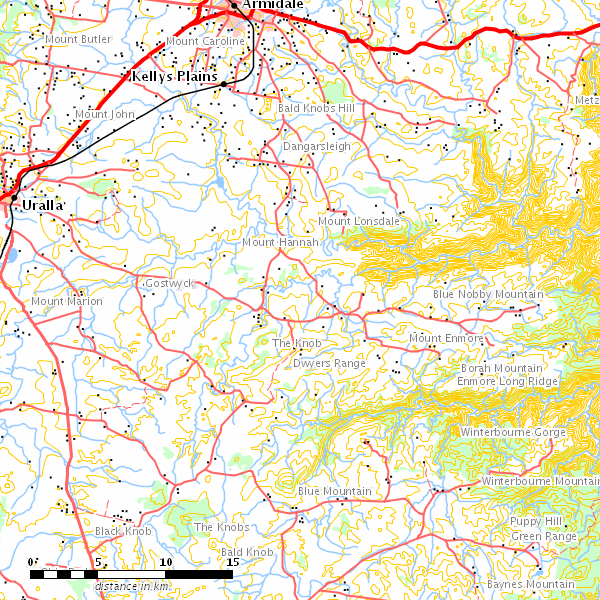 Armidale
Mount Butler
Mount Caroline
Kellys Plains
Metz
Bald Knobs Hill
Mount John
Dangarsleigh
Uralla
Mount Lonsdale
Mount Hannah
Gostwyck
Blue Nobby Mountain
Mount Marion
Mount Enmore
The Knob
Dwyers Range
Borah Mountain
Enmore Long Ridge
Winterbourne Gorge
Winterbourne Mountain
Blue Mountain
Puppy Hill
The Knobs
Black Knob
Green Range
Bald Knob
0 5 10 15
Baynes Mountain
distance in km